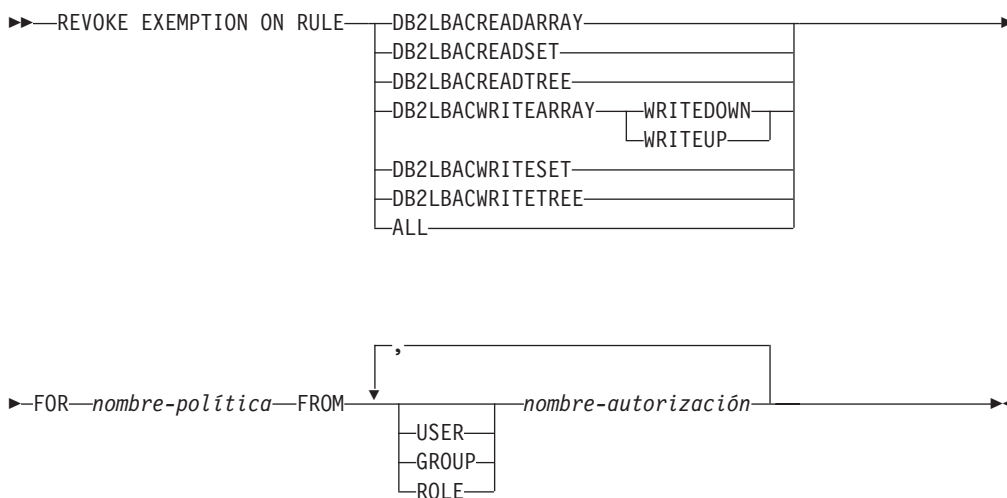 REVOKE EXEMPTION ON RULE DB2LBACREADARRAY
DB2LBACREADSET
DB2LBACREADTREE
DB2LBACWRITEARRAY WRITEDOWN
WRITEUP
DB2LBACWRITESET
DB2LBACWRITETREE
ALL
,
FOR nombre-política FROM nombre-autorización
USER
GROUP
ROLE